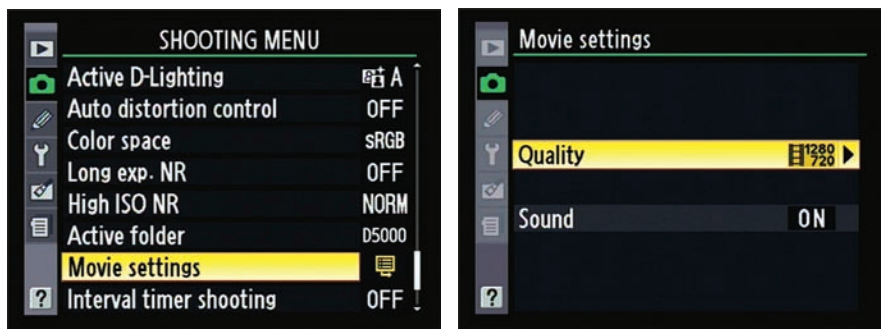 SHOOTING MENU
Active D-Lighting A
Auto distortion control OFF
Color space sRGB
Long exp. NR OFF
High ISO NR NORM
Active folder D5000
Movie settings
Interval timer shooting OFF
?
Movie settings
Quality 1280 720
Sound ON
?